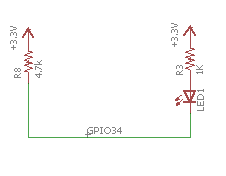 +3.3V
R8
4.7k
+3.3V
R3
1K
LED1
GPIO34